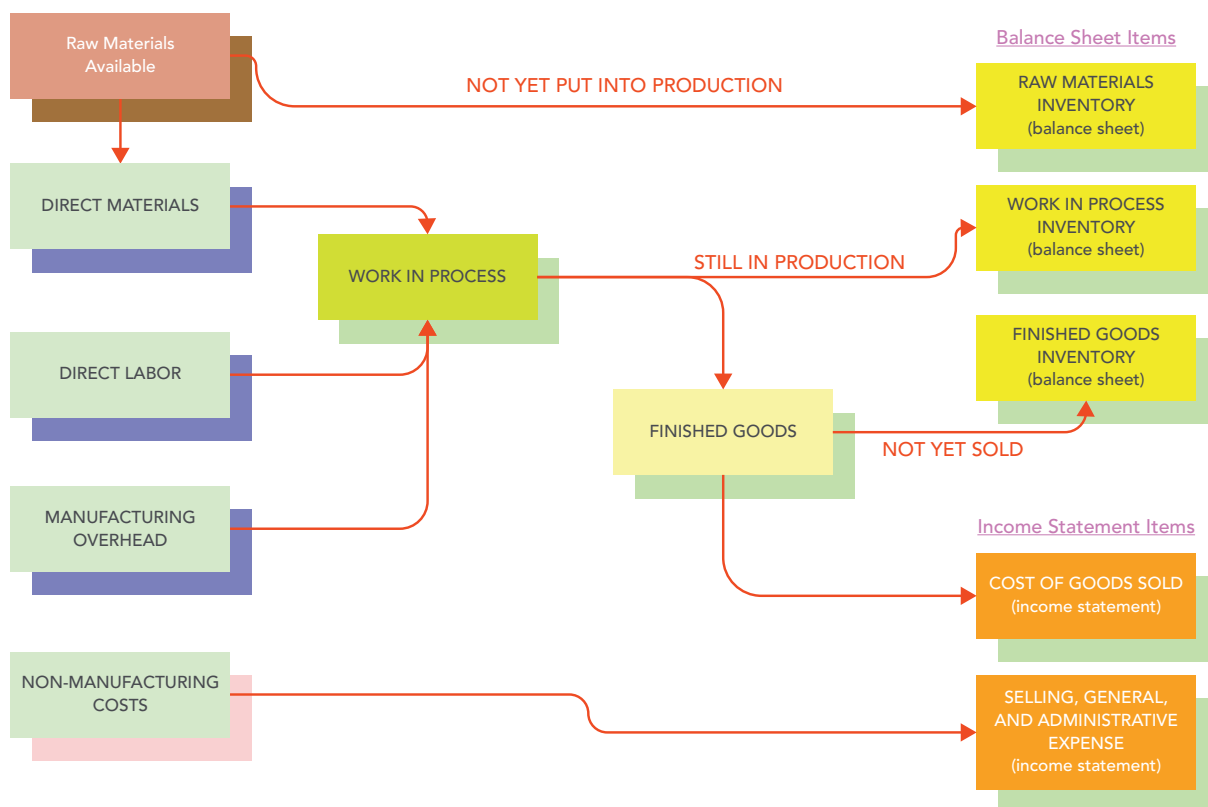 Raw Materials
Available
Balance Sheet Items
NOT YET PUT INTO PRODUCTION
RAW MATERIALS
INVENTORY
(balance sheet)
DIRECT MATERIALS
WORK IN PROCESS
INVENTORY
(balance sheet)
WORK IN PROCESS
STILL IN PRODUCTION
DIRECT LABOR
FINISHED GOODS
INVENTORY
(balance sheet)
FINISHED GOODS
NOT YET SOLD
MANUFACTURING
OVERHEAD
Income Statement Items
COST OF GOODS SOLD
(income statement)
NON-MANUFACTURING
COSTS
SELLING, GENERAL,
AND ADMINISTRATIVE
EXPENSE
(income statement)